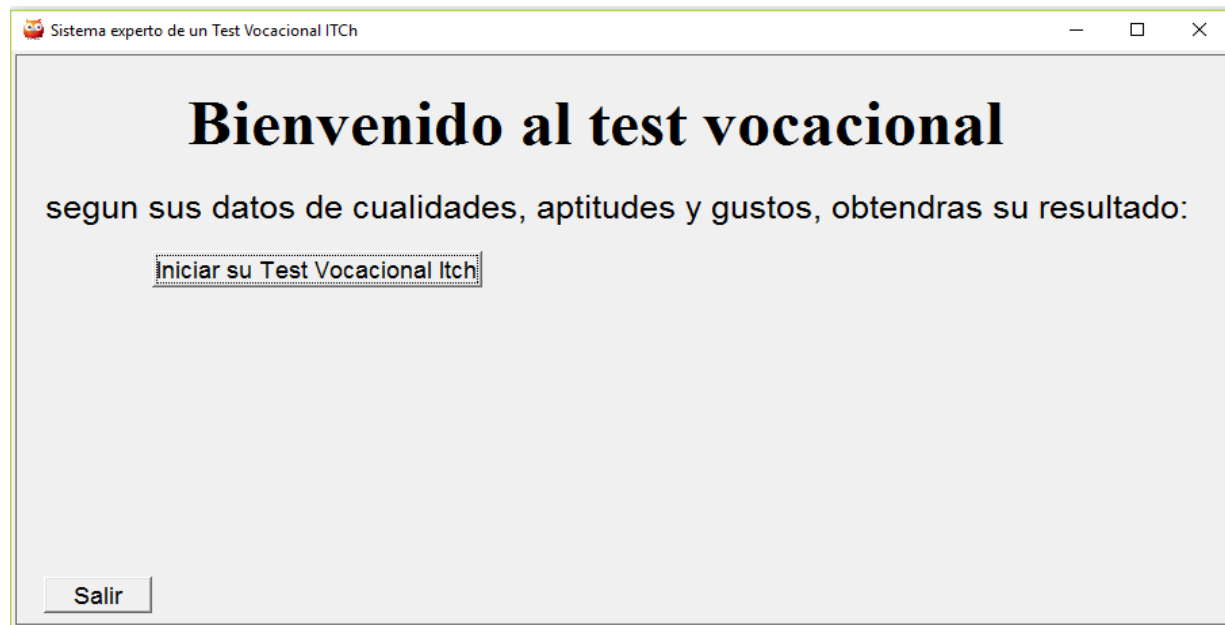 Sistema experto de un Test Vocacional ITCh
Bienvenido al test vocacional
segun sus datos de cualidades, aptitudes y gustos, obtendras su resultado:
Iniciar su Test Vocacional Itch
Salir